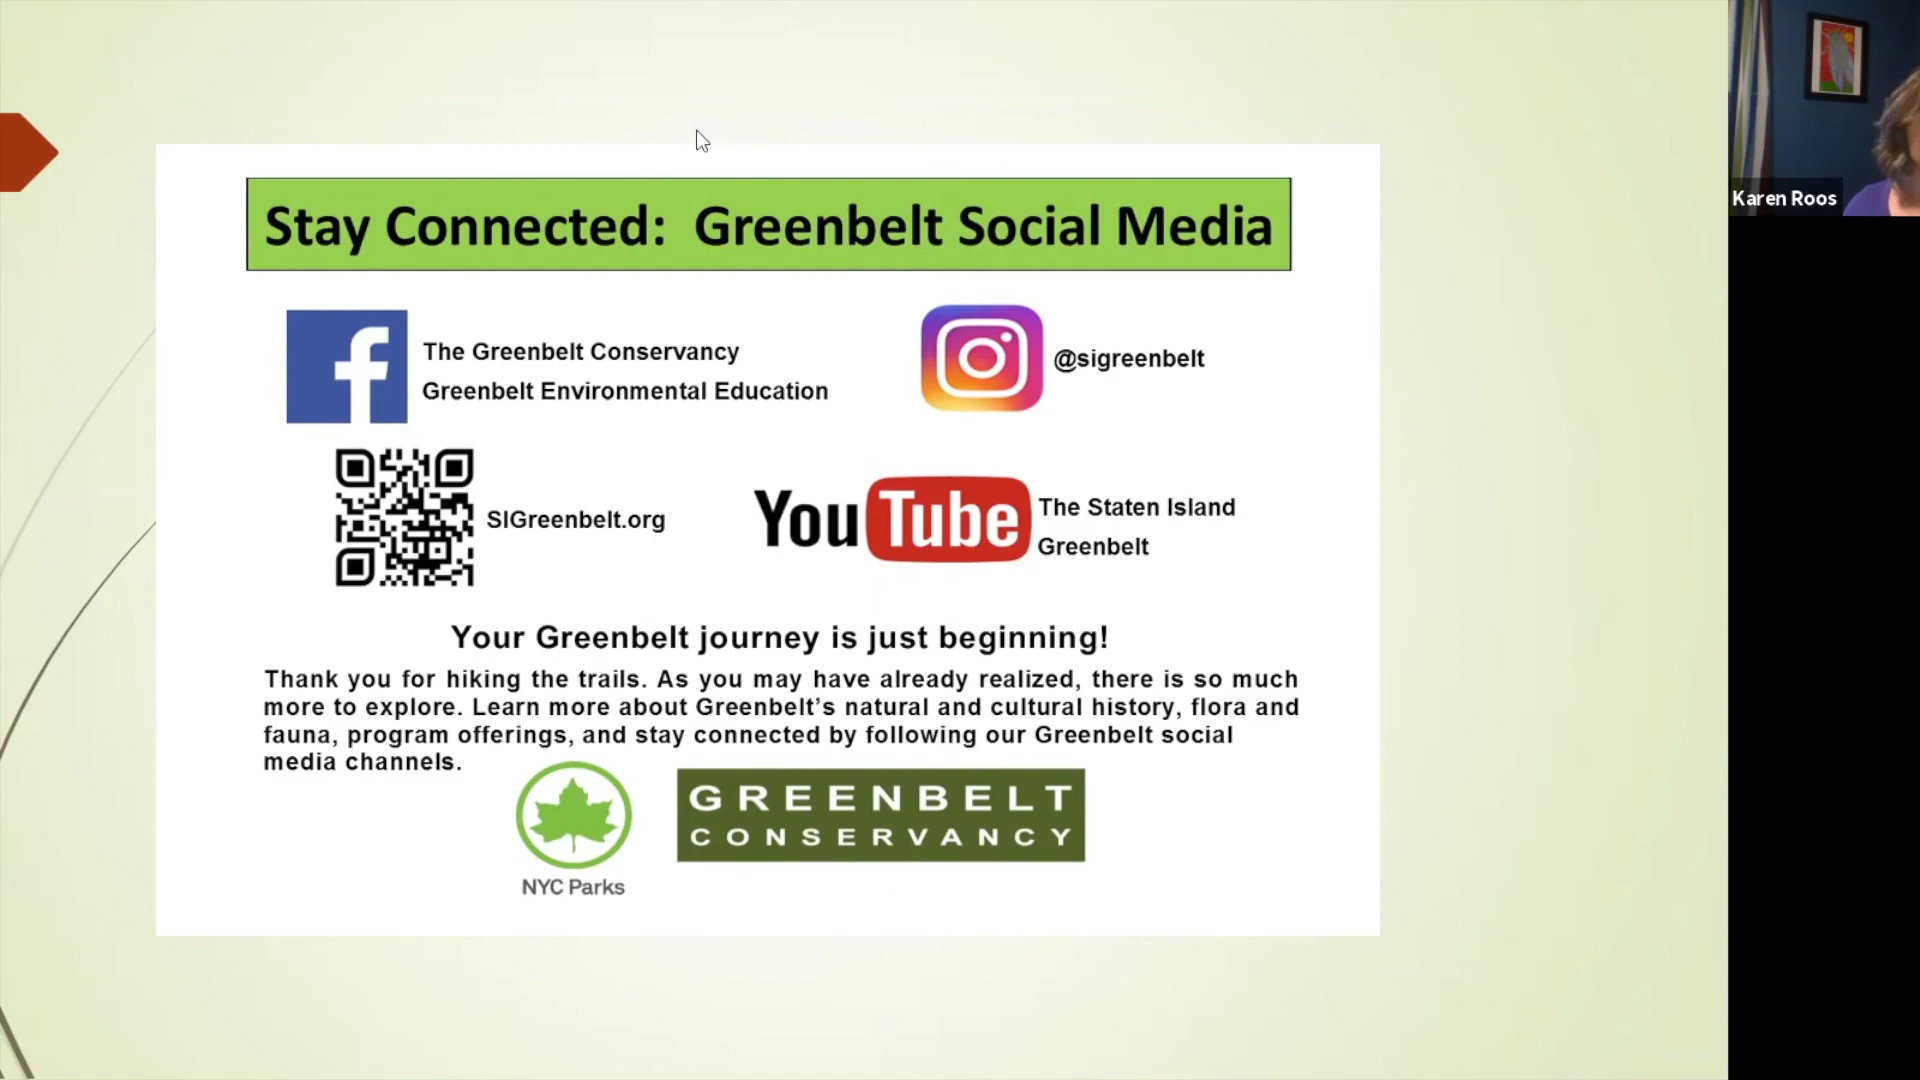 Karen Roos
Stay Connected:  Greenbelt Social Media
The Greenbelt Conservancy
Greenbelt Environmental Education
@sigreenbelt
SIGreenbelt.org
YouTube
The Staten Island
Greenbelt
Your Greenbelt journey is just beginning!
Thank you for hiking the trails. As you may have already realized, there is so much
more to explore. Learn more about Greenbelt’s natural and cultural history, flora and
fauna, program offerings, and stay connected by following our Greenbelt social
media channels.
GREENBELT
CONSERVANCY
NYC Parks